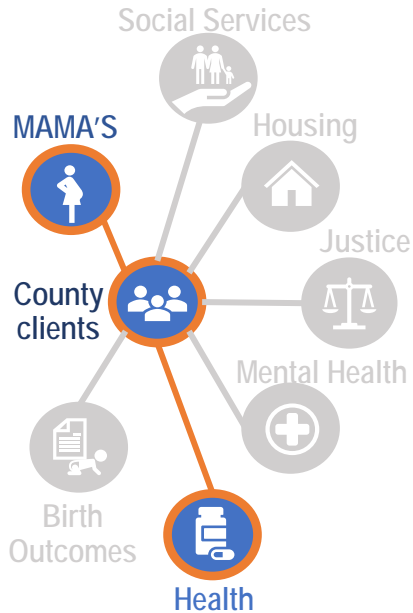 Social Services
MAMA'S
Housing
Justice
County
clients
Mental Health
Birth
Outcomes
Health